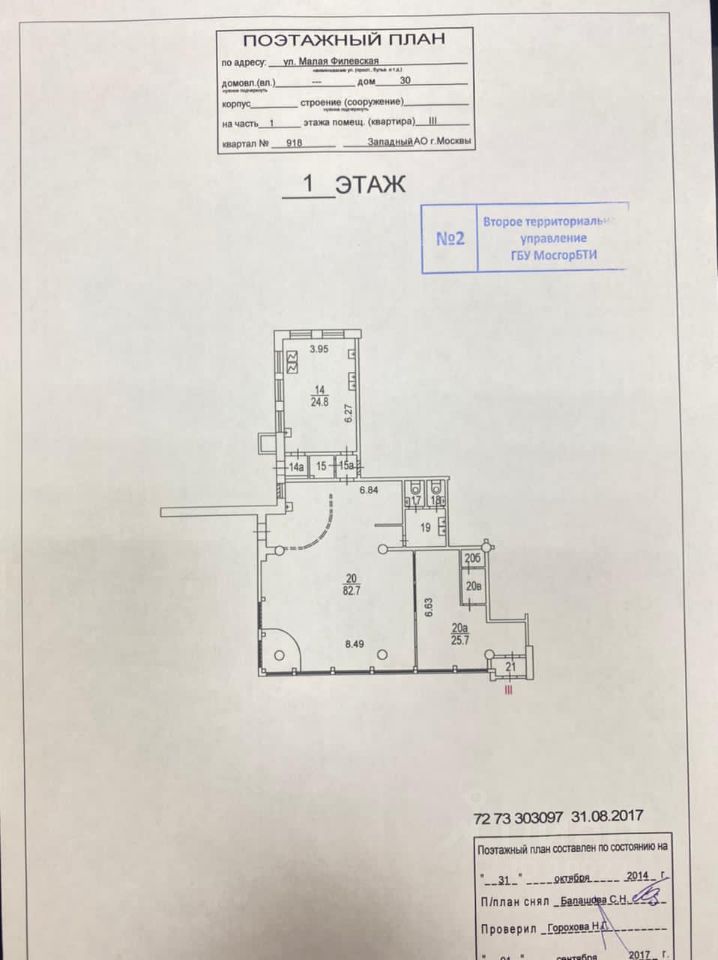 ПОЭТАЖНЫЙ ПЛАН
по адресу: ул. Малая Филевская
наименование ул. (просп., бульв. и т.д.)
домовл.(вл.) --- дом 30
нужное подчеркнуть
корпус строение (сооружение)
нужное подчеркнуть
на часть 1 этажа помещ. (квартира) III
квартал № 918 Западный АО г.Москвы
1 ЭТАЖ
№2
Второе территориальн
управление
ГБУ МосгорБТИ
3.95
14
24.8
6.27
14а 15 15а
6.84
17 18
19
20
82.7
20б
20в
6.63
20а
25.7
8.49
21
III
72 73 303097 31.08.2017
Поэтажный план составлен по состоянию на
" 31 " октября 2014 г.
П/план снял Балашова С.Н.
Проверил Горохова Н.Г.
" 01 " сентября 2017 г.